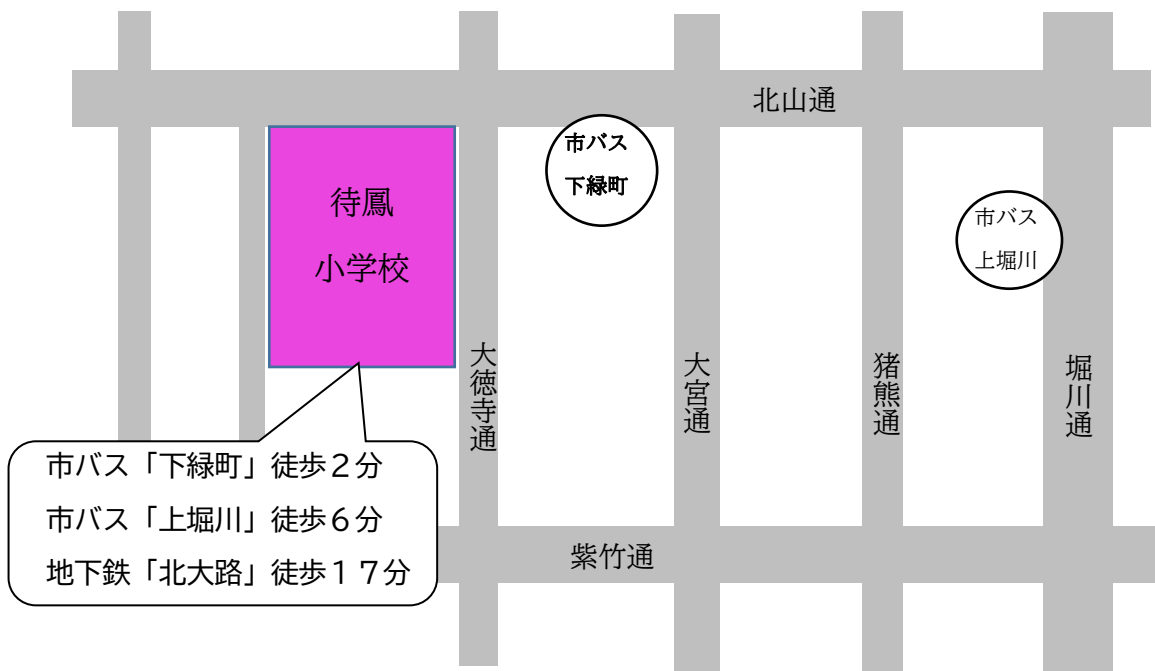 北山通
市バス
下緑町
待鳳
小学校
市バス
上堀川
大徳寺通
大宮通
猪熊通
堀川通
市バス「下緑町」徒歩２分
市バス「上堀川」徒歩６分
地下鉄「北大路」徒歩１７分
紫竹通